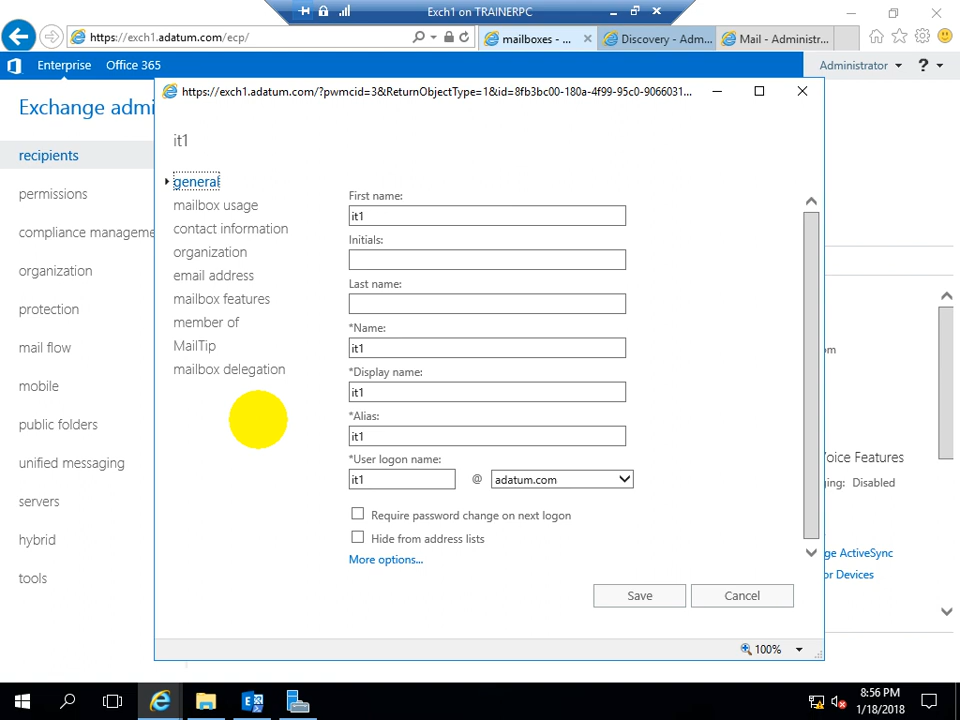 Exch1 on TRAINERPC
https://exch1.adatum.com/ecp/
mailboxes - ...
Discovery - Adm...
Mail - Administr...
Enterprise Office 365
Administrator
?
Exchange admi
https://exch1.adatum.com/?pwmcid=3&ReturnObjectType=1&id=8fb3bc00-180a-4f99-95c0-9066031...
recipients
permissions
compliance manageme
organization
protection
mail flow
mobile
public folders
unified messaging
servers
hybrid
tools
it1
general
mailbox usage
contact information
organization
email address
mailbox features
member of
MailTip
mailbox delegation
First name:
it1
Initials:
Last name:
*Name:
it1
*Display name:
it1
*Alias:
it1
*User logon name:
it1 @ adatum.com
Require password change on next logon
Hide from address lists
More options...
Save Cancel
100%
om
oice Features
ing: Disabled
ge ActiveSync
or Devices
8:56 PM
1/18/2018